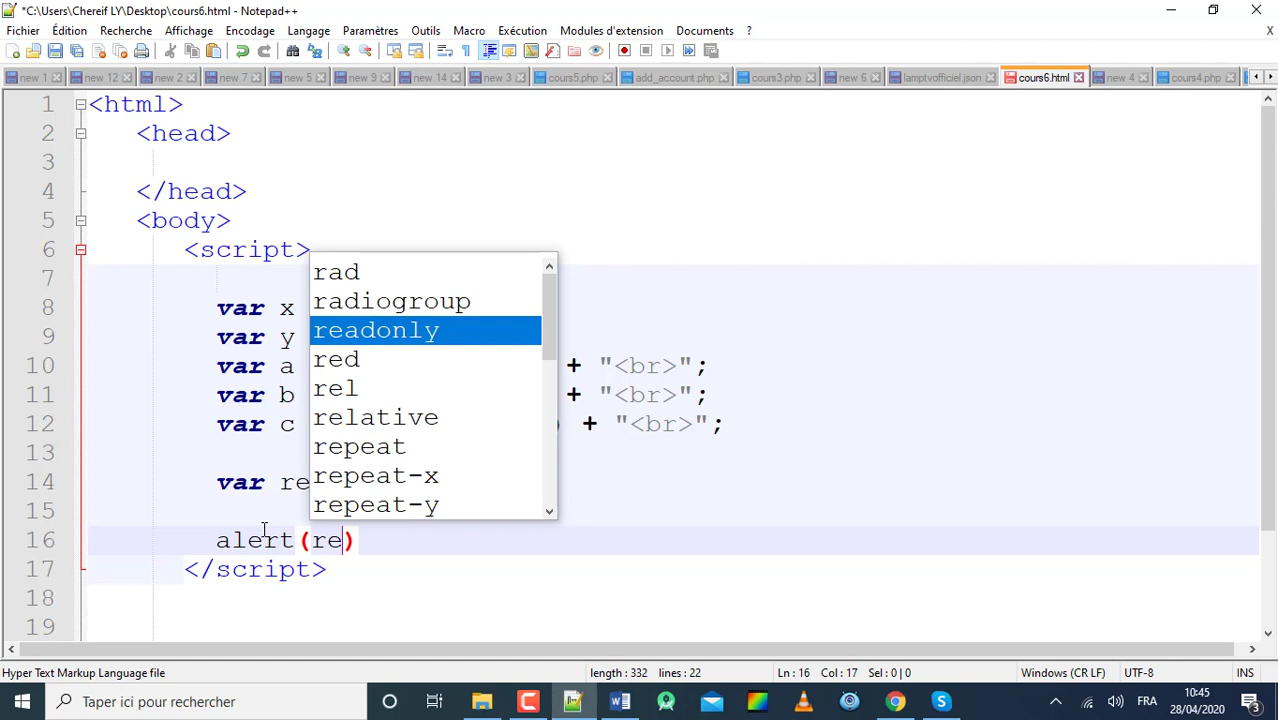 *C:\Users\Chereif LY\Desktop\cours6.html - Notepad++
Fichier Édition Recherche Affichage Encodage Langage Paramètres Outils Macro Exécution Modules d'extension Documents ? X
new 1 new 12 new 2 new 7 new 5 new 9 new 14 new 3 cours5.php add_account.php cours3.php new 6 lamptvofficiel.json cours6.html new 4 cours4.php
1 <html>
2 <head>
3
4 </head>
5 <body>
6 <script>
7
8 var x
9 var y
10 var a + "<br>";
11 var b + "<br>";
12 var c + "<br>";
13
14 var re
15
16 alert(re)
17 </script>
18
19
rad
radiogroup
readonly
red
rel
relative
repeat
repeat-x
repeat-y
Hyper Text Markup Language file length : 332 lines : 22 Ln : 16 Col : 17 Sel : 0 | 0 Windows (CR LF) UTF-8 INS
Taper ici pour rechercher FRA 10:45
28/04/2020 3